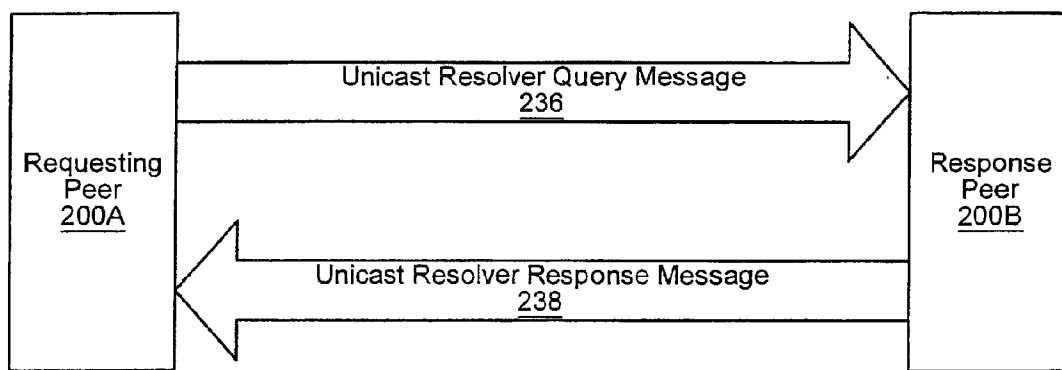 Unicast Resolver Query Message
236
Requesting
Peer
200A
Response
Peer
200B
Unicast Resolver Response Message
238